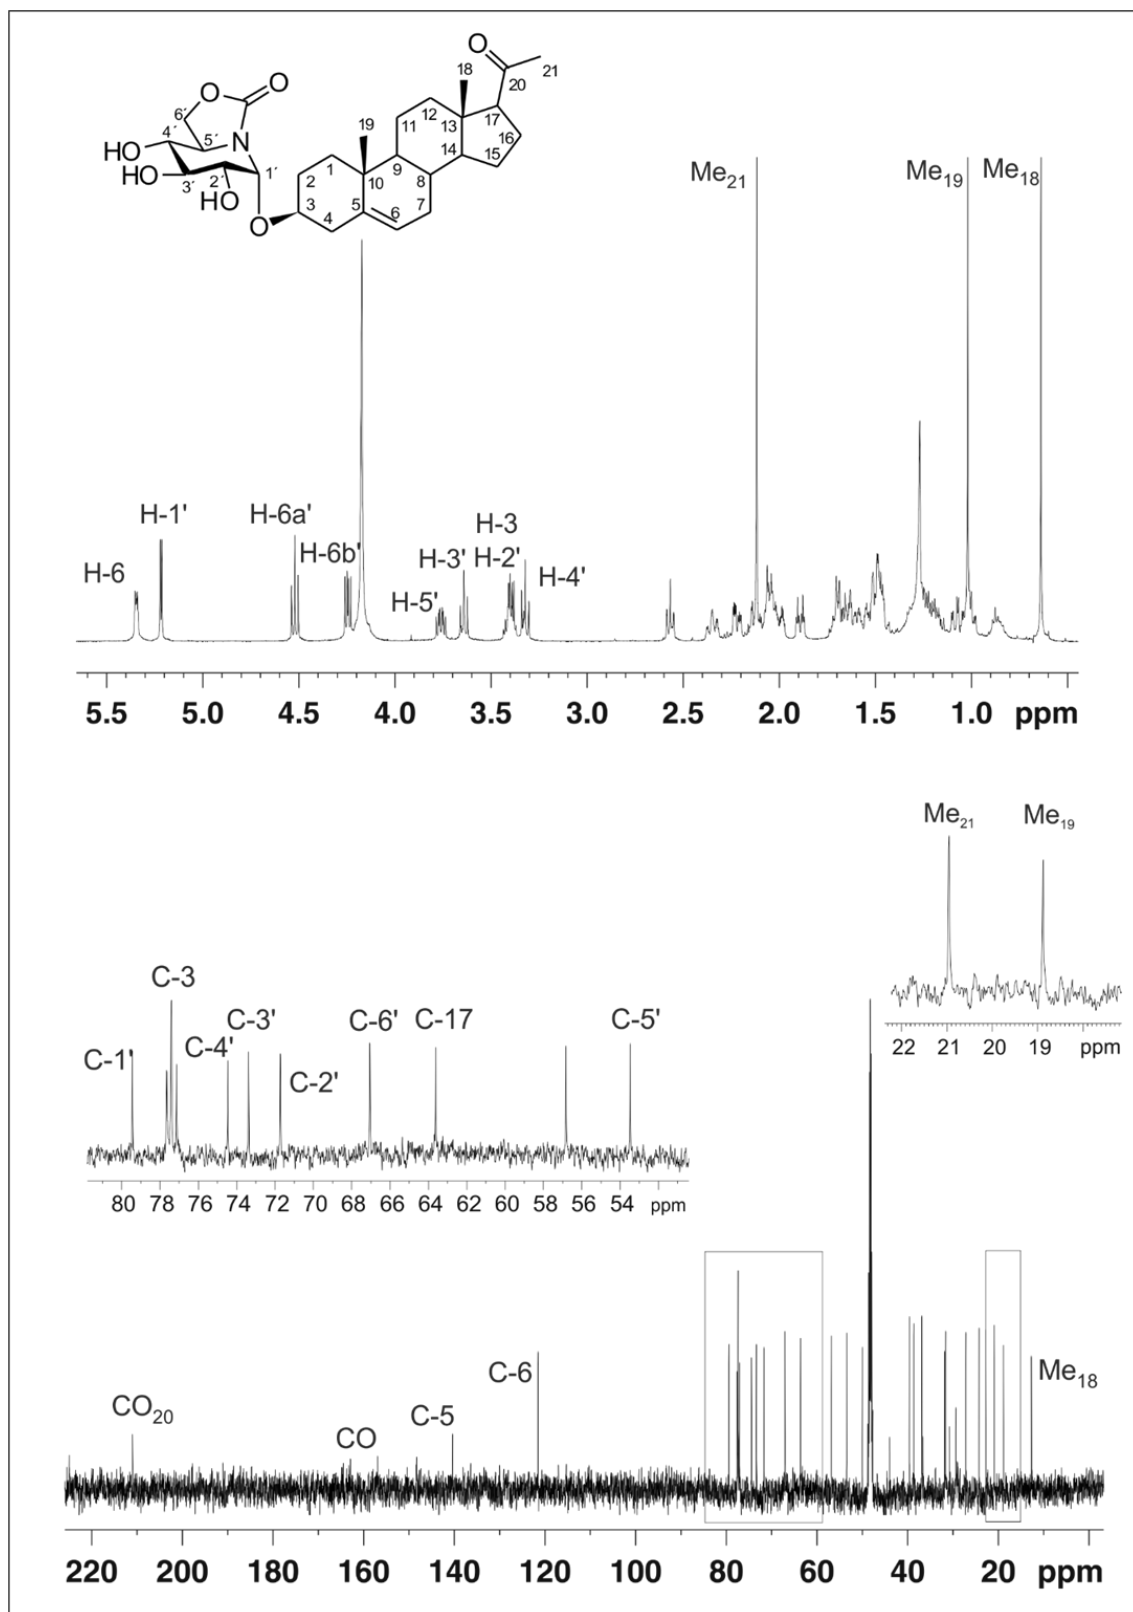 O
18
21
20
O
O
12
17
6´
19
11
13
16
4´
5´
N
1
14
15
HO
9
2
10
8
HO
3´
2´
1´
3
5
7
HO
4
6
O
Me21
Me19
Me18
H-1'
H-6a'
H-3
H-6
H-6b'
H-3'
H-2'
H-4'
H-5'
5.5 5.0 4.5 4.0 3.5 3.0 2.5 2.0 1.5 1.0 ppm
Me21 Me19
22 21 20 19 ppm
C-3
C-3'
C-6' C-17 C-5'
C-1' C-4'
C-2'
80 78 76 74 72 70 68 66 64 62 60 58 56 54 ppm
C-6
Me18
CO20
C-5
CO
220 200 180 160 140 120 100 80 60 40 20 ppm